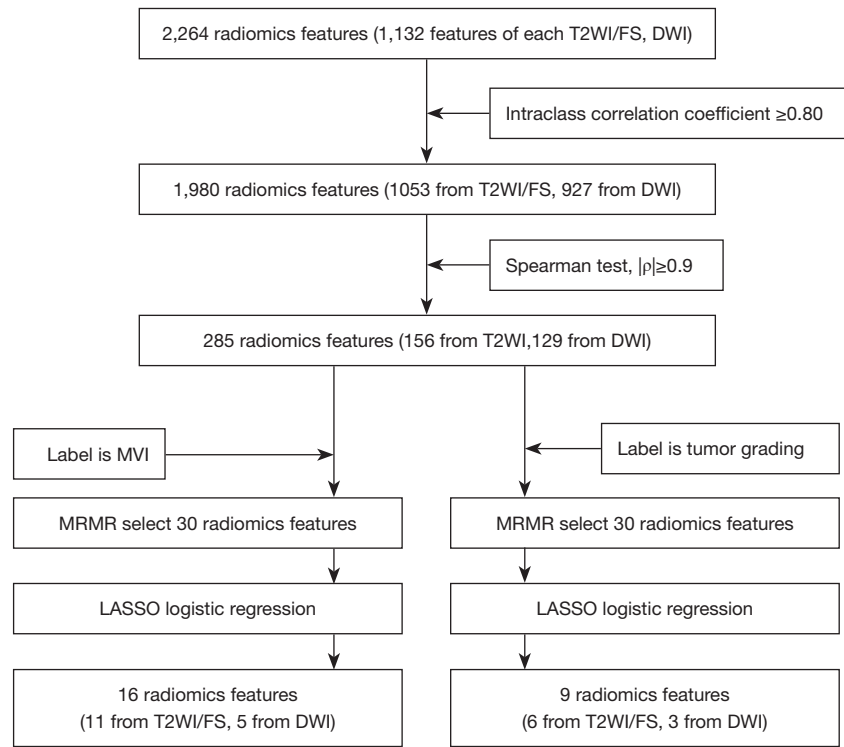 2,264 radiomics features (1,132 features of each T2WI/FS, DWI)
Intraclass correlation coefficient ≥0.80
1,980 radiomics features (1053 from T2WI/FS, 927 from DWI)
Spearman test, |ρ|≥0.9
285 radiomics features (156 from T2WI,129 from DWI)
Label is MVI
Label is tumor grading
MRMR select 30 radiomics features
MRMR select 30 radiomics features
LASSO logistic regression
LASSO logistic regression
16 radiomics features
(11 from T2WI/FS, 5 from DWI)
9 radiomics features
(6 from T2WI/FS, 3 from DWI)